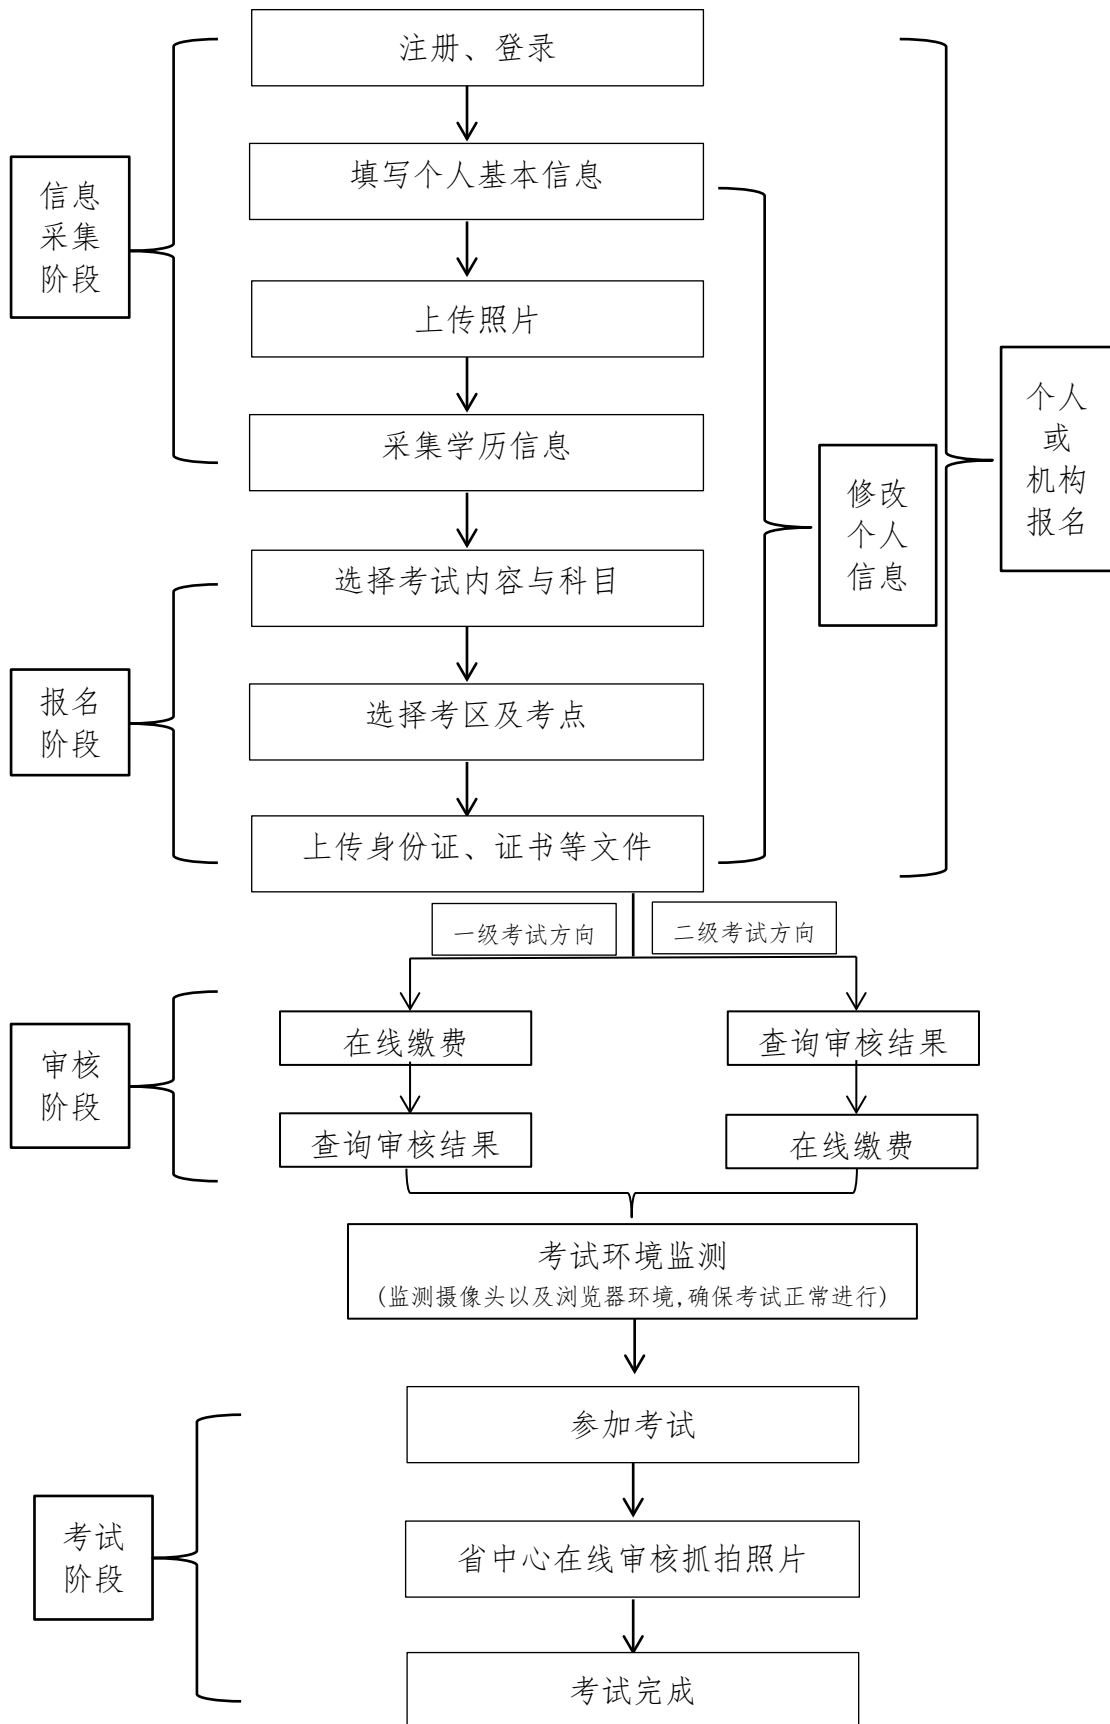 注册、登录
填写个人基本信息
信息
采集
阶段
上传照片
采集学历信息
个人
或
机构
报名
修改
个人
信息
选择考试内容与科目
报名
阶段
选择考区及考点
上传身份证、证书等文件
一级考试方向
二级考试方向
审核
阶段
在线缴费
查询审核结果
查询审核结果
在线缴费
考试环境监测
(监测摄像头以及浏览器环境,确保考试正常进行)
参加考试
考试
阶段
省中心在线审核抓拍照片
考试完成